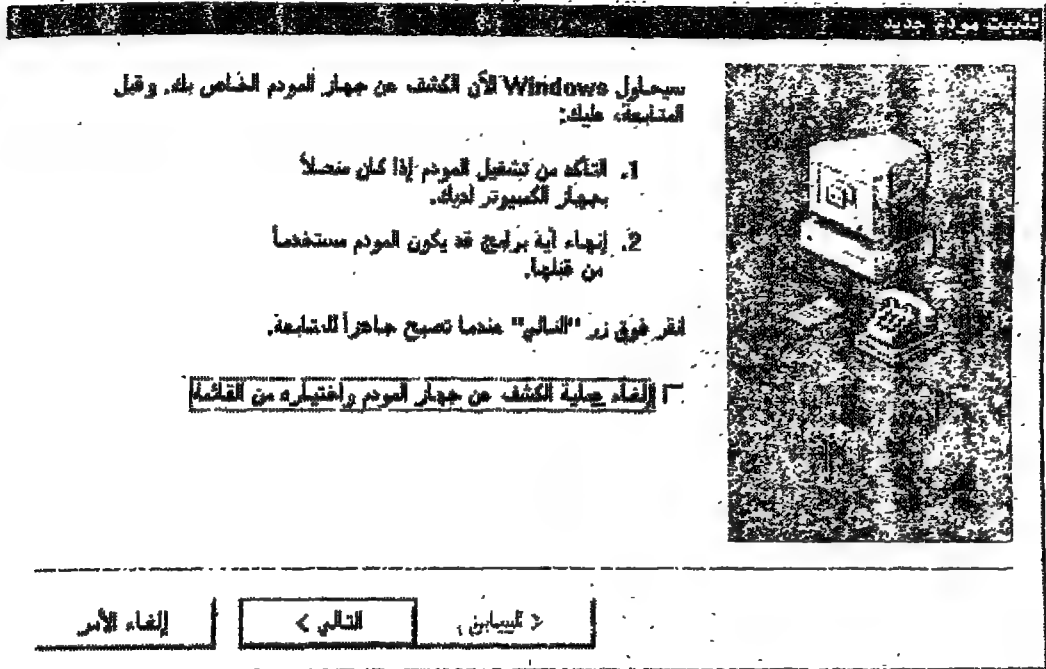 تثبيت مودم جديد
سيحاول Windows الآن الكشف عن جهاز المودم الخاص بك. وقبل
المتابعة، عليك:
1. التأكد من تشغيل المودم إذا كان متصلاً
بجهاز الكمبيوتر لديك.
2. إنهاء أية برامج قد يكون المودم مستخدماً
من قبلها.
انقر فوق زر "التالي" عندما تصبح جاهزاً للمتابعة.
إلغاء عملية الكشف عن جهاز المودم واختياره من القائمة
< السابق
التالي >
إلغاء الأمر